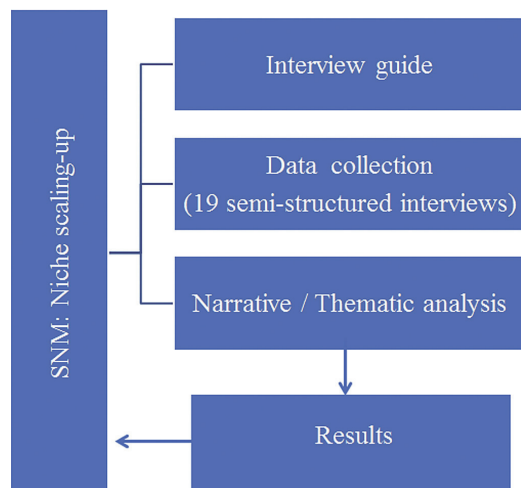 SNM: Niche scaling-up
Interview guide
Data collection
(19 semi-structured interviews)
Narrative / Thematic analysis
Results